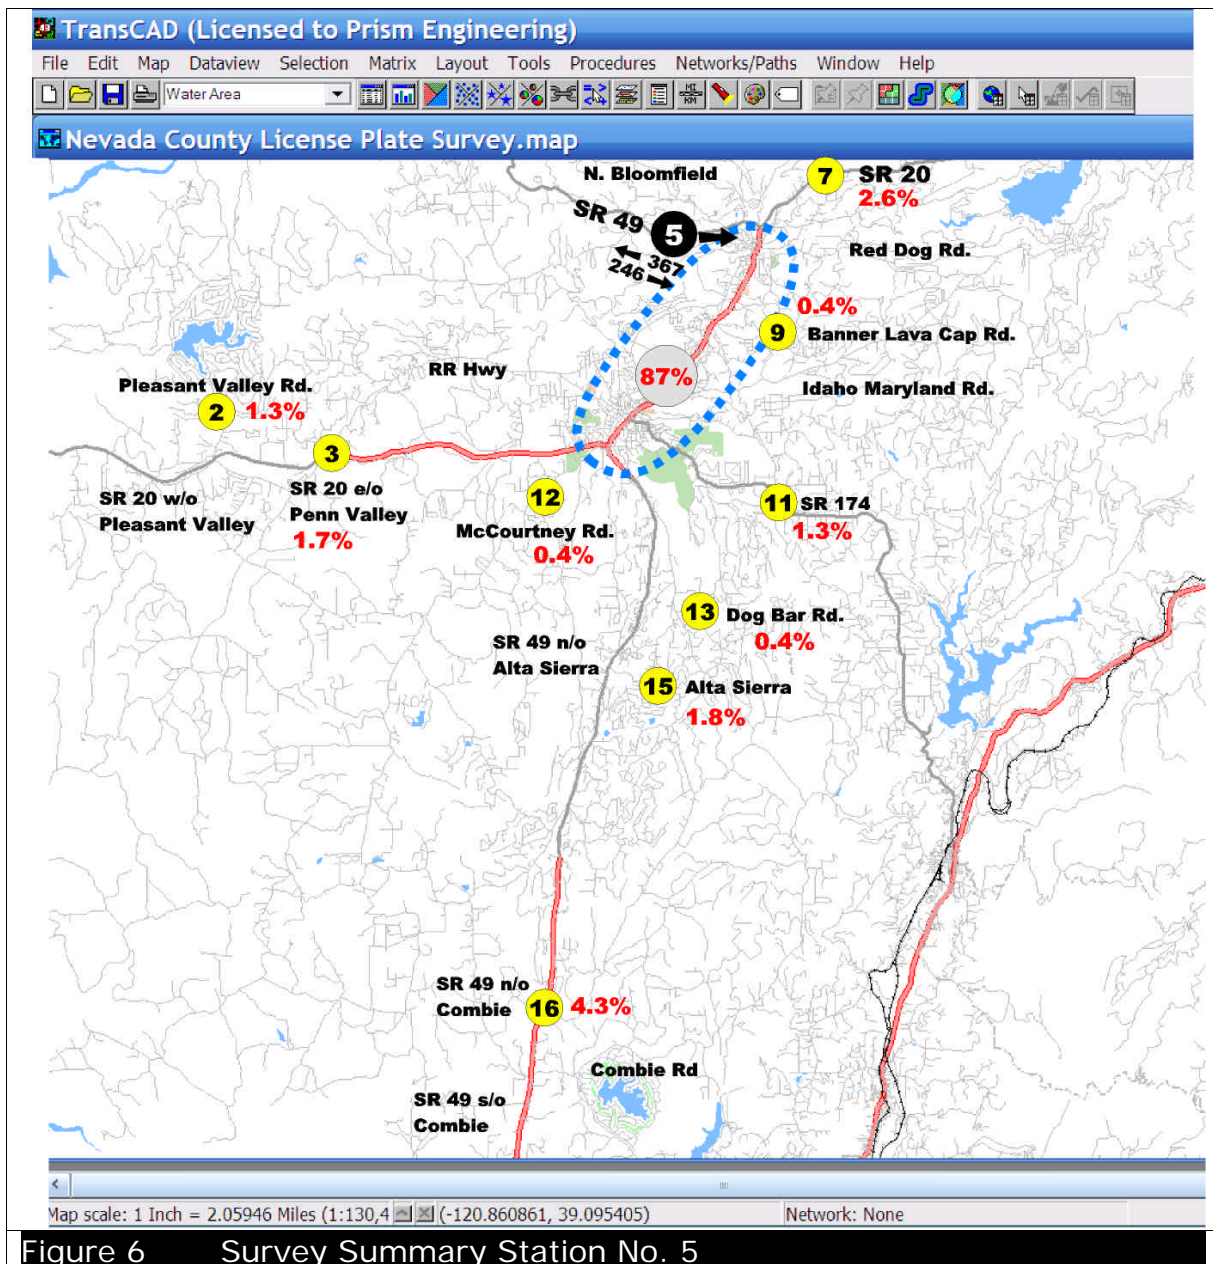 TransCAD (Licensed to Prism Engineering)
File Edit Map Dataview Selection Matrix Layout Tools Procedures Networks/Paths Window Help
Water Area
MI
KM
Nevada County License Plate Survey.map
N. Bloomfield
7
SR 20
2.6%
SR 49
5
367
246
Red Dog Rd.
0.4%
9
Banner Lava Cap Rd.
RR Hwy
87%
Idaho Maryland Rd.
Pleasant Valley Rd.
2
1.3%
3
SR 20 w/o
Pleasant Valley
SR 20 e/o
Penn Valley
1.7%
12
McCourtney Rd.
0.4%
11
SR 174
1.3%
13
Dog Bar Rd.
0.4%
SR 49 n/o
Alta Sierra
15
Alta Sierra
1.8%
SR 49 n/o
Combie
16
4.3%
Combie Rd
SR 49 s/o
Combie
Map scale: 1 Inch = 2.05946 Miles (1:130,4
(-120.860861, 39.095405)
Network: None
Figure 6 Survey Summary Station No. 5